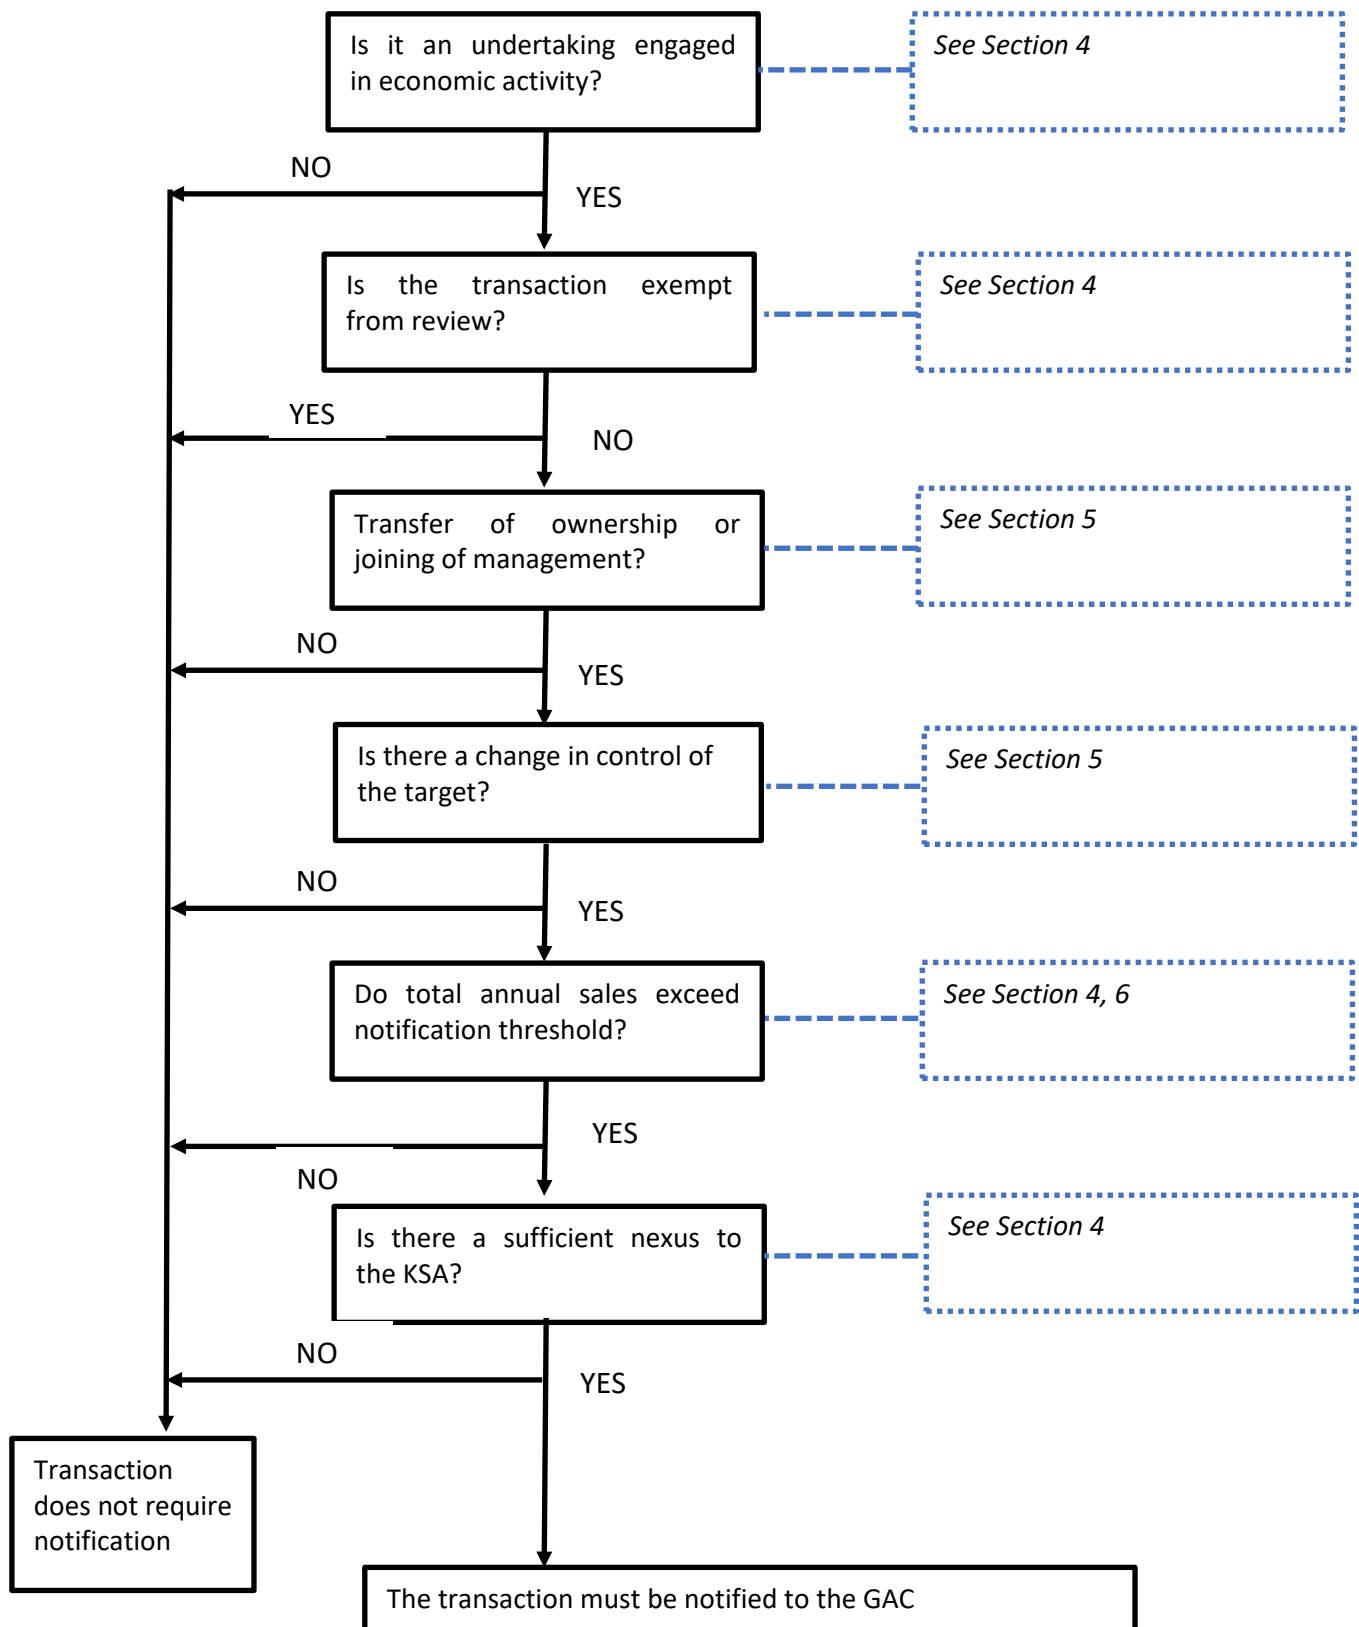 Is it an undertaking engaged
in economic activity?
See Section 4
NO
YES
Is the transaction exempt
from review?
See Section 4
YES
NO
Transfer of ownership or
joining of management?
See Section 5
NO
YES
Is there a change in control of
the target?
See Section 5
NO
YES
Do total annual sales exceed
notification threshold?
See Section 4, 6
YES
NO
Is there a sufficient nexus to
the KSA?
See Section 4
NO
YES
Transaction
does not require
notification
The transaction must be notified to the GAC